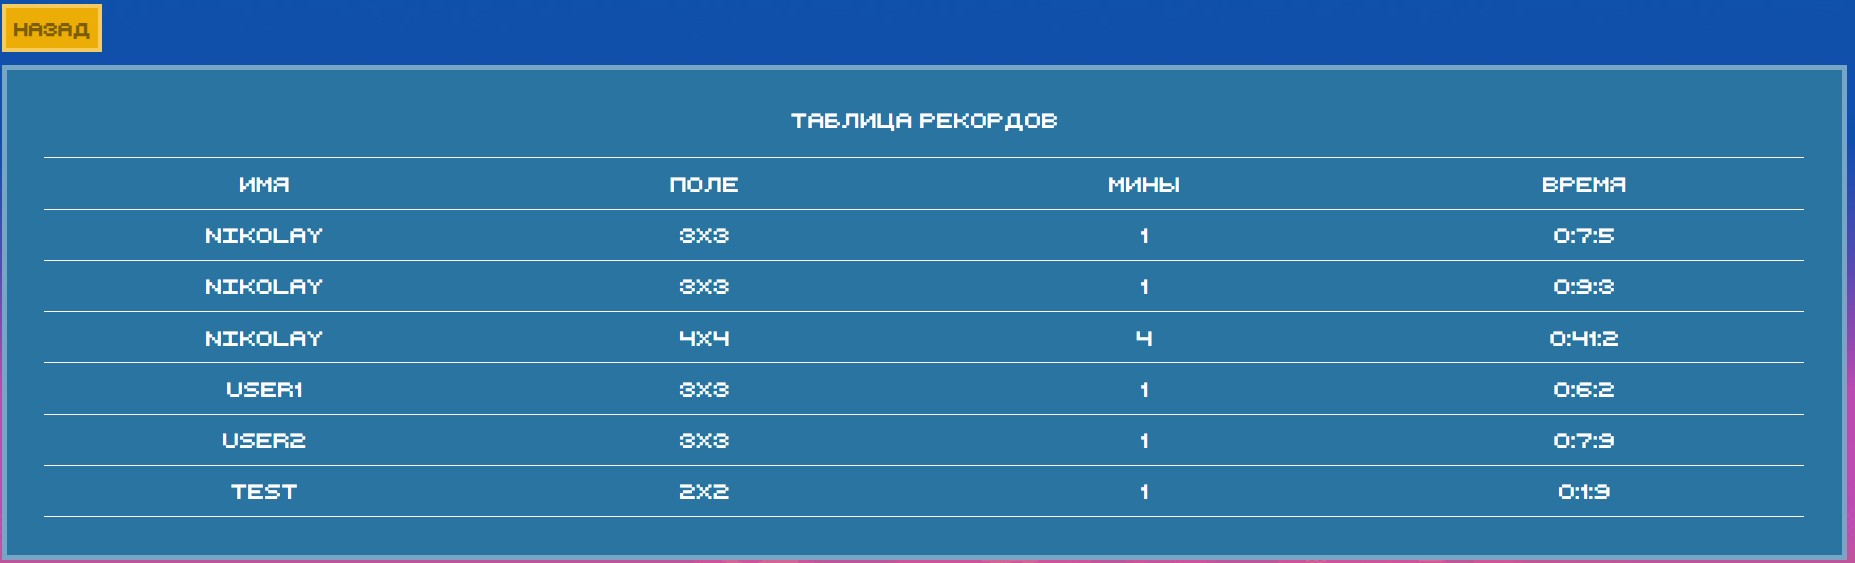 НАЗАД
ТАБЛИЦА РЕКОРДОВ
ИМЯ ПОЛЕ МИНЫ ВРЕМЯ
NIKOLAY 3X3 1 0:7:5
NIKOLAY 3X3 1 0:9:3
NIKOLAY 4X4 4 0:41:2
USER1 3X3 1 0:6:2
USER2 3X3 1 0:7:9
TEST 2X2 1 0:1:9